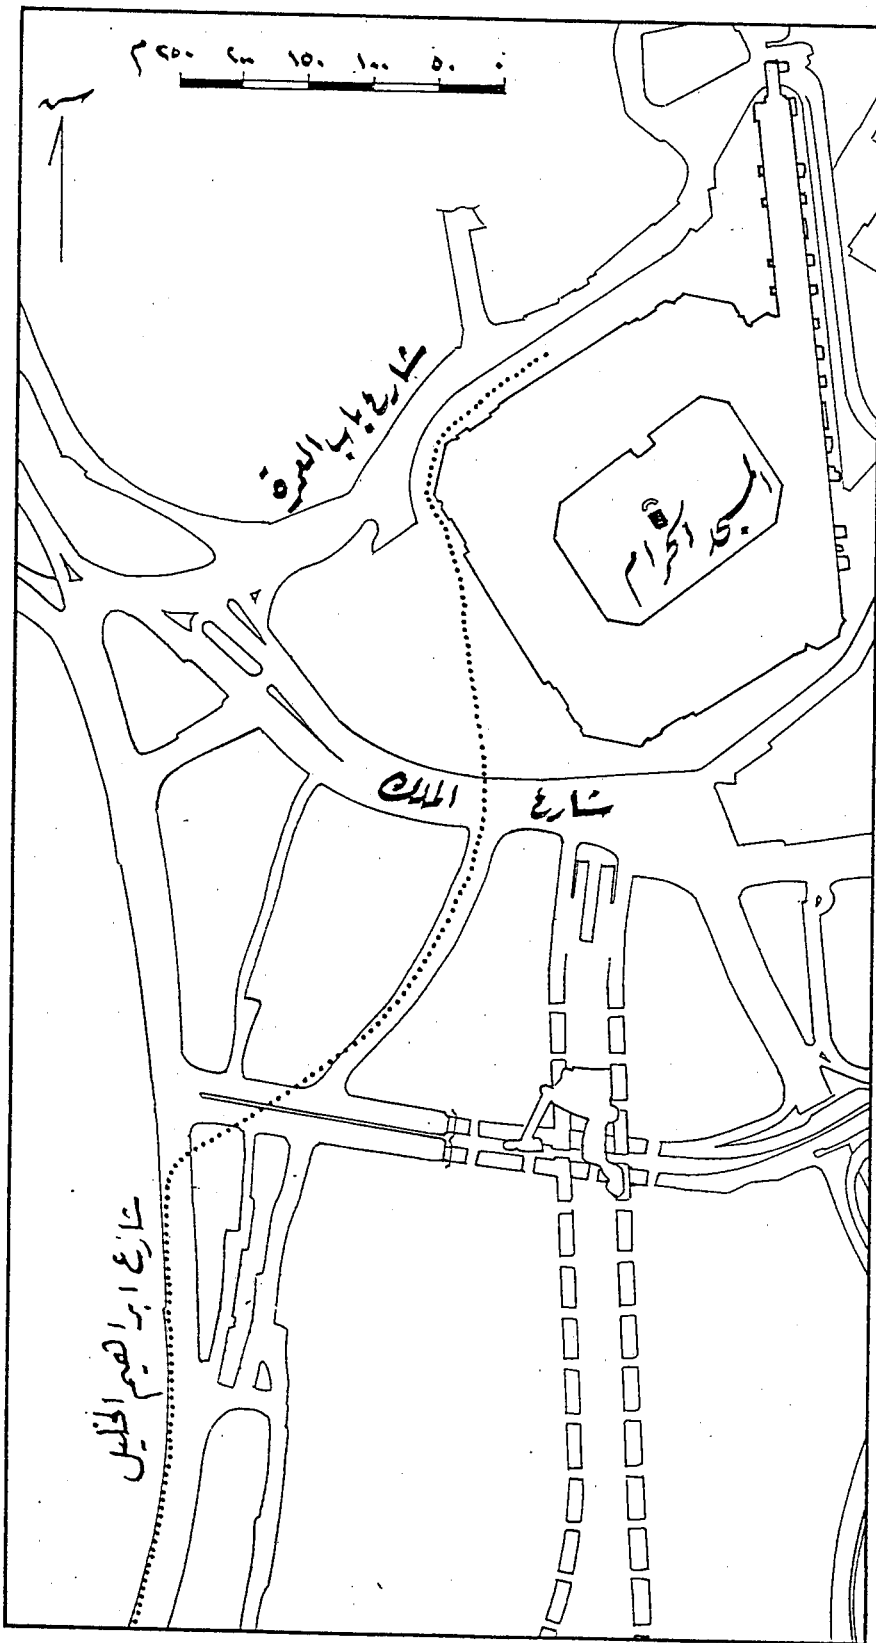 ٢٥٠ ٢٠٠ ١٥٠ ١٠٠ ٥٠ ٠ م
ش
شارع باب العمرة
المسجد الحرام
شارع الملك
شارع ابراهيم الخليل